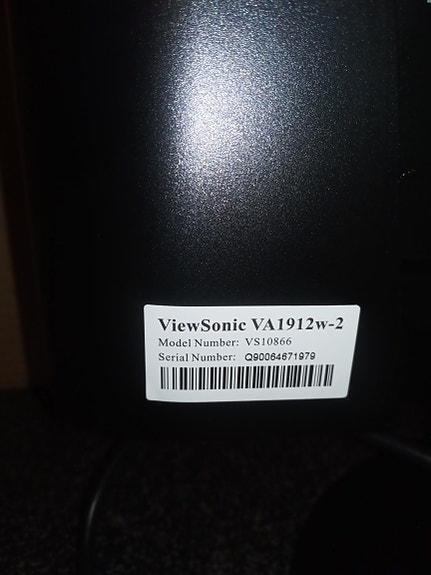 ViewSonic VA1912w-2
Model Number: VS10866
Serial Number: Q90064671979